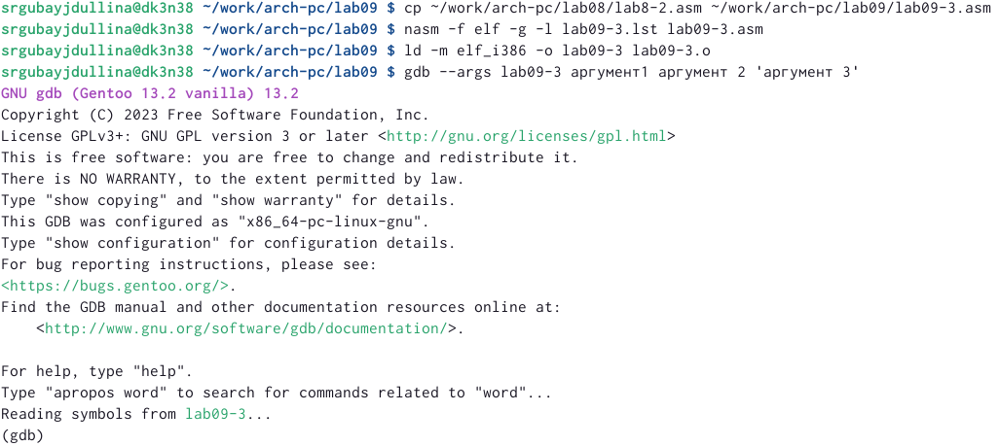 srgubayjdullina@dk3n38 ~/work/arch-pc/lab09 $ cp ~/work/arch-pc/lab08/lab8-2.asm ~/work/arch-pc/lab09/lab09-3.asm
srgubayjdullina@dk3n38 ~/work/arch-pc/lab09 $ nasm -f elf -g -l lab09-3.lst lab09-3.asm
srgubayjdullina@dk3n38 ~/work/arch-pc/lab09 $ ld -m elf_i386 -o lab09-3 lab09-3.o
srgubayjdullina@dk3n38 ~/work/arch-pc/lab09 $ gdb --args lab09-3 аргумент1 аргумент 2 'аргумент 3'
GNU gdb (Gentoo 13.2 vanilla) 13.2
Copyright (C) 2023 Free Software Foundation, Inc.
License GPLv3+: GNU GPL version 3 or later <http://gnu.org/licenses/gpl.html>
This is free software: you are free to change and redistribute it.
There is NO WARRANTY, to the extent permitted by law.
Type "show copying" and "show warranty" for details.
This GDB was configured as "x86_64-pc-linux-gnu".
Type "show configuration" for configuration details.
For bug reporting instructions, please see:
<https://bugs.gentoo.org/>.
Find the GDB manual and other documentation resources online at:
    <http://www.gnu.org/software/gdb/documentation/>.

For help, type "help".
Type "apropos word" to search for commands related to "word"...
Reading symbols from lab09-3...
(gdb)